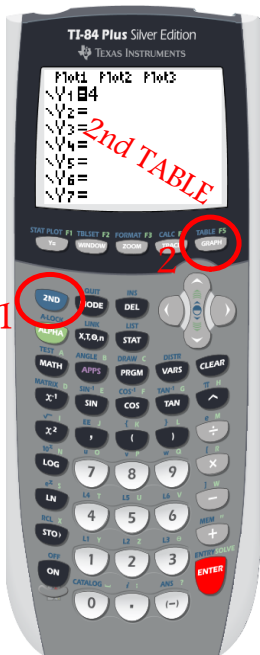 TI-84 Plus Silver Edition
TEXAS INSTRUMENTS
Plot1 Plot2 Plot3
\Y1=4
\Y2=
\Y3=
\Y4=
\Y5=
\Y6=
\Y7=
2nd TABLE
STAT PLOT F1 TBLSET F2 FORMAT F3 CALC F TABLE F5
Y= WINDOW ZOOM TRACE GRAPH
2
1
QUIT INS
2ND MODE DEL
A-LOCK LINK LIST
ALPHA X,T,Θ,n STAT
TEST A ANGLE B DRAW C DISTR
MATH APPS PRGM VARS CLEAR
MATRIX D SIN-1 E COS-1 F TAN-1 G π H
X-1 SIN COS TAN ^
√ I EE J { K } L e M
X2 , ( ) ÷
10x N u O v P w Q [ R
LOG 7 8 9 ×
ex S L4 T L5 U L6 V ] W
LN 4 5 6 −
RCL X L1 Y L2 Z L3 θ MEM "
STO› 1 2 3 +
OFF CATALOG i : ANS ? ENTRY SOLVE
ON 0 . (−) ENTER